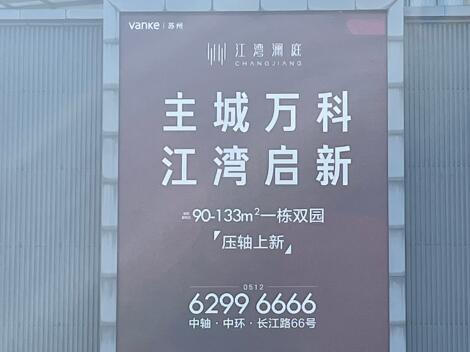 vanke | 苏州
江湾澜庭
CHANGJIANG
主城万科
江湾启新
90-133m²一栋双园
「压轴上新」
0512
6299 6666
中轴·中环·长江路66号